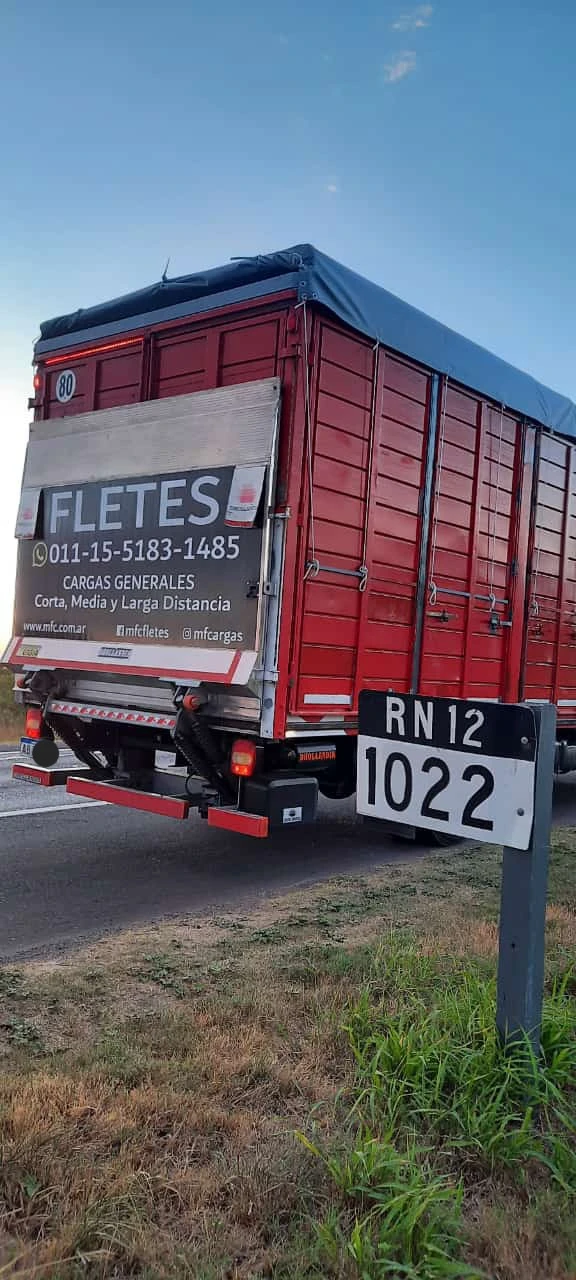 80
FLETES
011-15-5183-1485
CARGAS GENERALES
Corta, Media y Larga Distancia
www.mfc.com.ar mfcfletes mfcargas
DHOLLANDIA
RN 12
1022